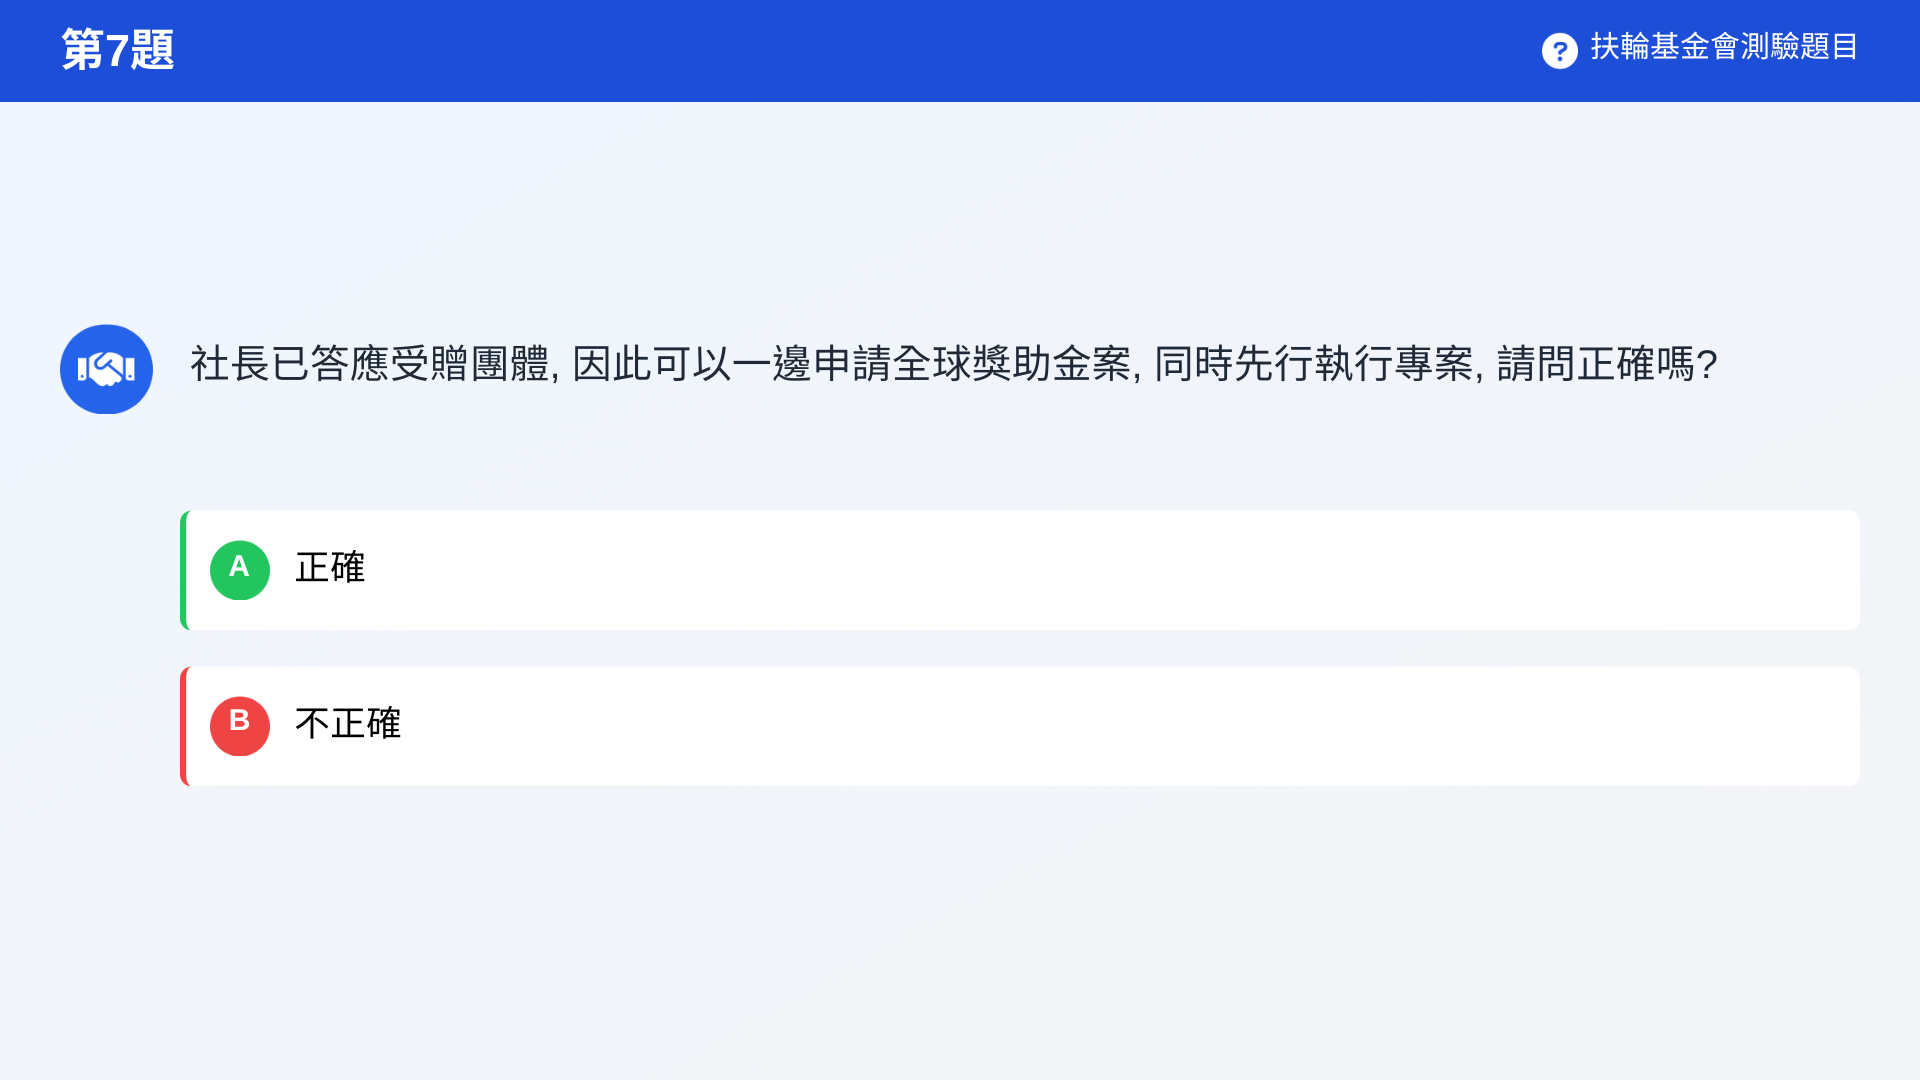 第7題
? 扶輪基金會測驗題目
社長已答應受贈團體, 因此可以一邊申請全球獎助金案, 同時先行執行專案, 請問正確嗎?
A 正確
B 不正確